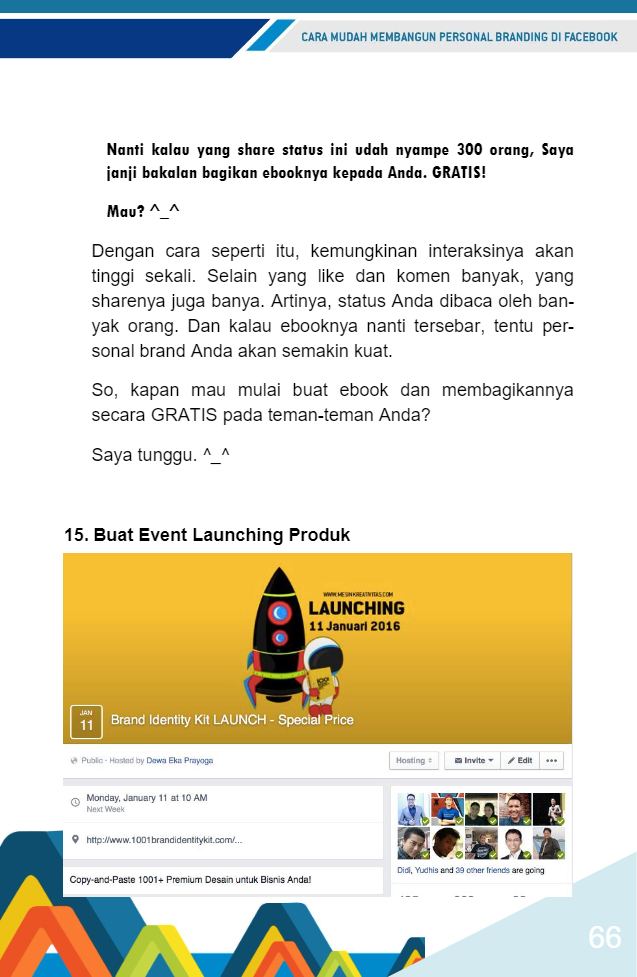 CARA MUDAH MEMBANGUN PERSONAL BRANDING DI FACEBOOK
Nanti kalau yang share status ini udah nyampe 300 orang, Saya
janji bakalan bagikan ebooknya kepada Anda. GRATIS!
Mau? ^_^
Dengan cara seperti itu, kemungkinan interaksinya akan
tinggi sekali. Selain yang like dan komen banyak, yang
sharenya juga banya. Artinya, status Anda dibaca oleh ban-
yak orang. Dan kalau ebooknya nanti tersebar, tentu per-
sonal brand Anda akan semakin kuat.
So, kapan mau mulai buat ebook dan membagikannya
secara GRATIS pada teman-teman Anda?
Saya tunggu. ^_^
15. Buat Event Launching Produk
WWW.MESINKREATIVITAS.COM
LAUNCHING
11 Januari 2016
JAN
11
Brand Identity Kit LAUNCH - Special Price
Public · Hosted by Dewa Eka Prayoga
Hosting
Invite
Edit
Monday, January 11 at 10 AM
Next Week
http://www.1001brandidentitykit.com/...
Didi, Yudhis and 39 other friends are going
Copy-and-Paste 1001+ Premium Desain untuk Bisnis Anda!
66